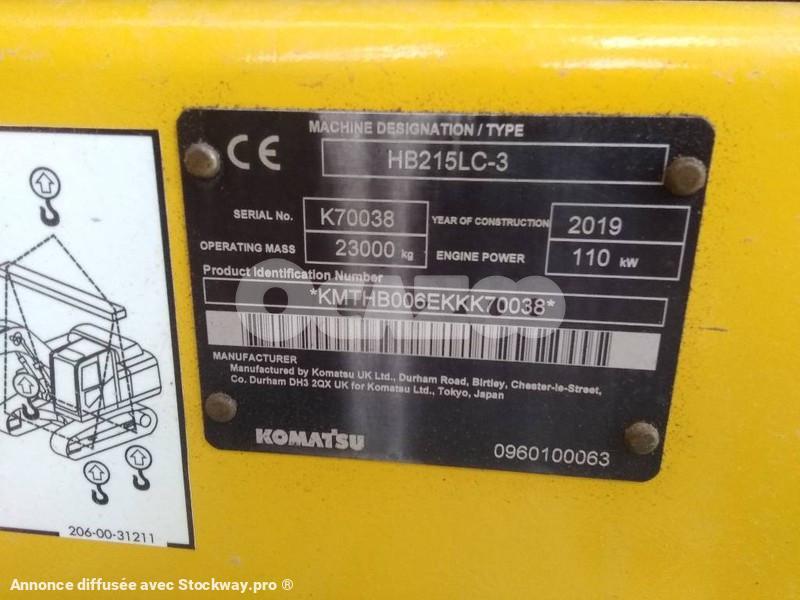 MACHINE DESIGNATION / TYPE
CE
HB215LC-3
SERIAL No. K70038 YEAR OF CONSTRUCTION 2019
OPERATING MASS 23000 kg ENGINE POWER 110 kW
Product Identification Number
*KMTHB006EKKK70038*
MANUFACTURER
Manufactured by Komatsu UK Ltd., Durham Road, Birtley, Chester-le-Street,
Co. Durham DH3 2QX UK for Komatsu Ltd., Tokyo, Japan
KOMATSU
0960100063
206-00-31211
Annonce diffusée avec Stockway.pro ®